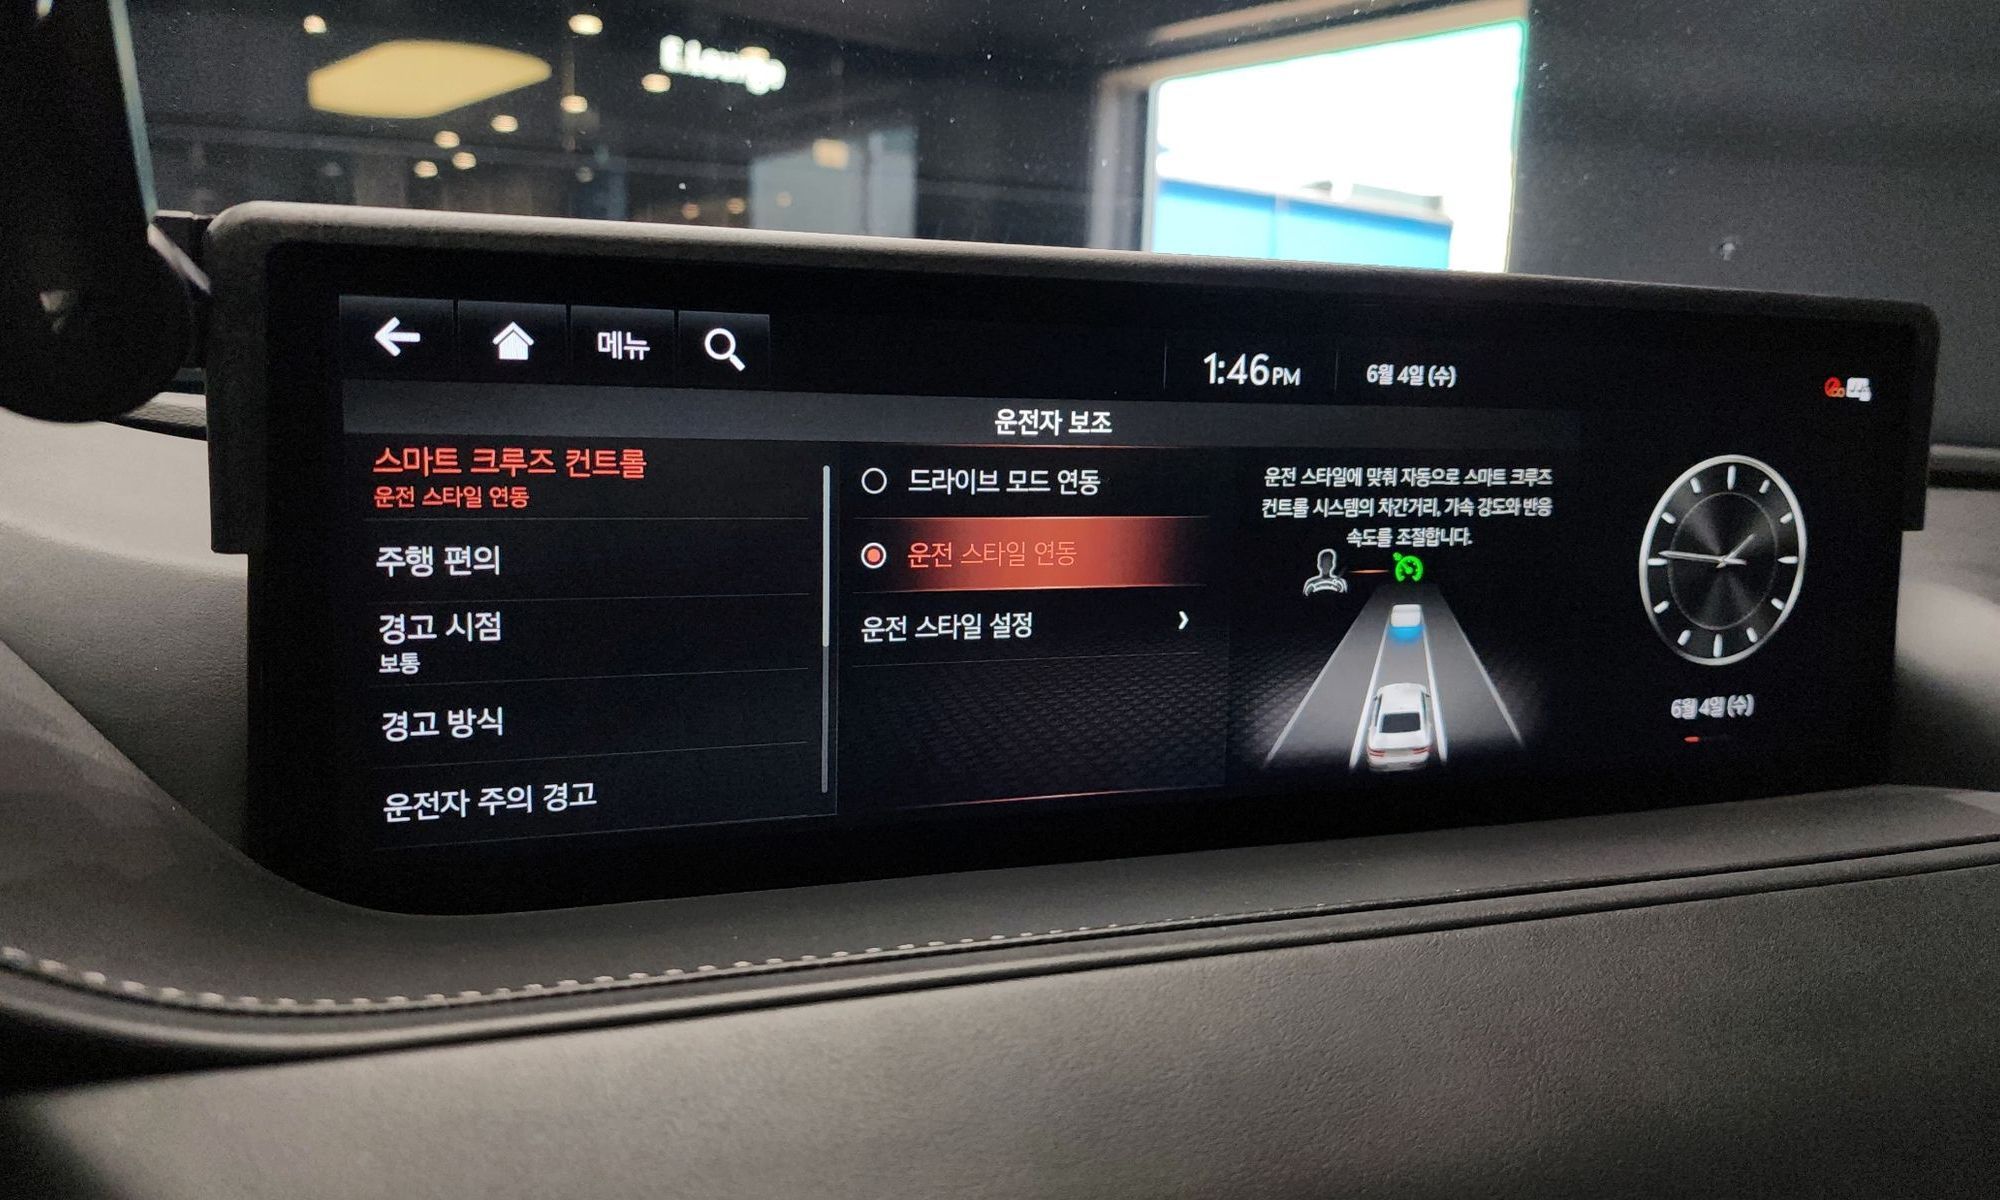 E.Lounge
메뉴
1:46PM
6월 4일 (수)
운전자 보조
스마트 크루즈 컨트롤
운전 스타일 연동
주행 편의
경고 시점
보통
경고 방식
운전자 주의 경고
드라이브 모드 연동
운전 스타일 연동
운전 스타일 설정
운전 스타일에 맞춰 자동으로 스마트 크루즈
컨트롤 시스템의 차간거리, 가속 강도와 반응
속도를 조절합니다.
6월 4일 (수)